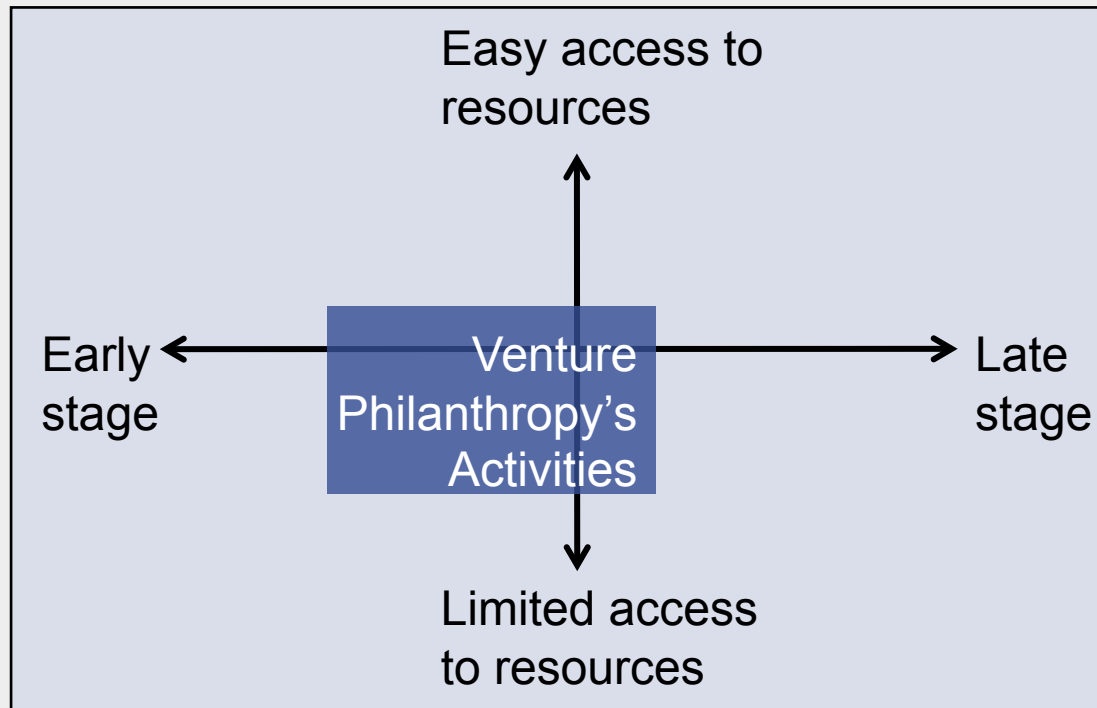 Easy access to
resources
Early
stage
Venture
Philanthropy’s
Activities
Late
stage
Limited access
to resources